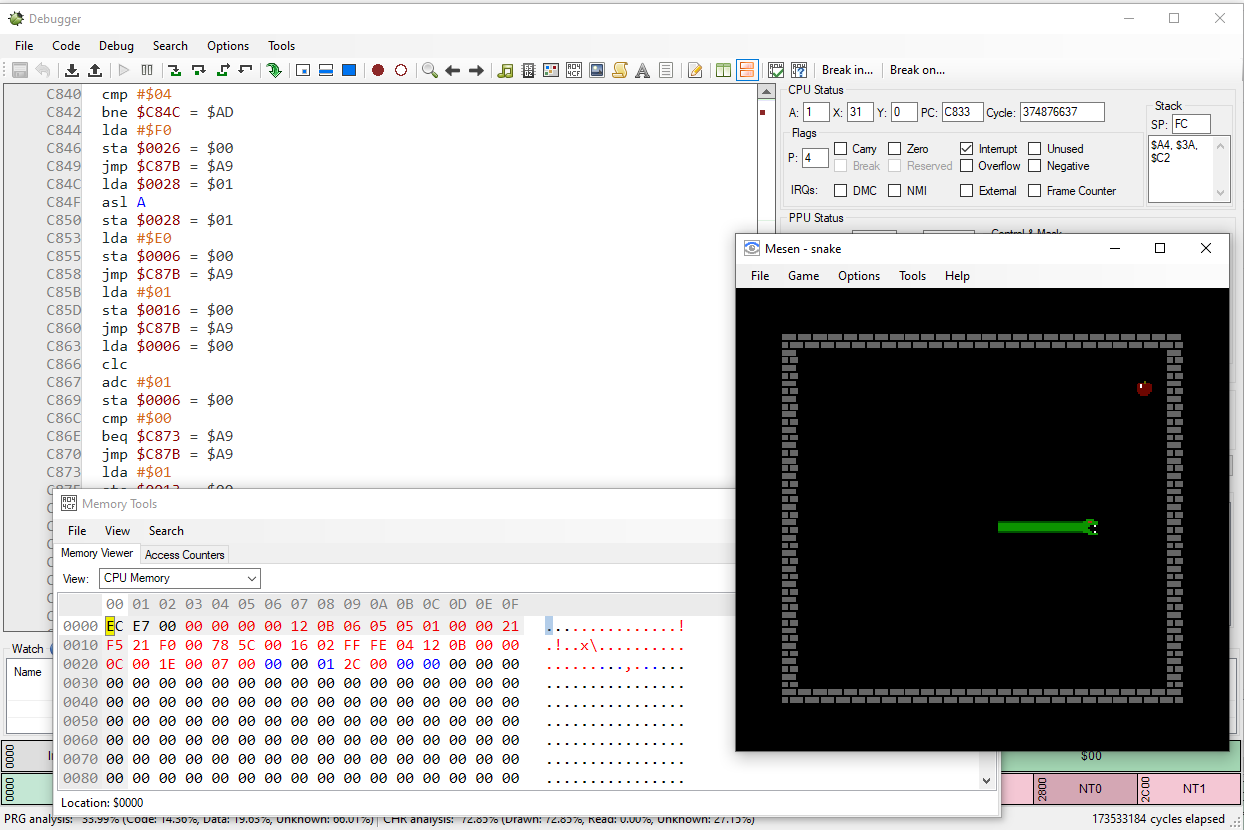 Debugger
File Code Debug Search Options Tools
Break in... Break on...
C840 cmp #$04
C842 bne $C84C = $AD
C844 lda #$F0
C846 sta $0026 = $00
C849 jmp $C87B = $A9
C84C lda $0028 = $01
C84F asl A
C850 sta $0028 = $01
C853 lda #$E0
C855 sta $0006 = $00
C858 jmp $C87B = $A9
C85B lda #$01
C85D sta $0016 = $00
C860 jmp $C87B = $A9
C863 lda $0006 = $00
C866 clc
C867 adc #$01
C869 sta $0006 = $00
C86C cmp #$00
C86E beq $C873 = $A9
C870 jmp $C87B = $A9
C873 lda #$01
CPU Status
A: 1 X: 31 Y: 0 PC: C833 Cycle: 374876637
Flags
P: 4
Carry Zero Interrupt Unused
Break Reserved Overflow Negative
IRQs: DMC NMI External Frame Counter
Stack
SP: FC
$A4, $3A,
$C2
PPU Status
Mesen - snake
File Game Options Tools Help
Memory Tools
File View Search
Memory Viewer Access Counters
View: CPU Memory
00 01 02 03 04 05 06 07 08 09 0A 0B 0C 0D 0E 0F
0000 EC E7 00 00 00 00 00 12 0B 06 05 05 01 00 00 21 ...............!
0010 F5 21 F0 00 78 5C 00 16 02 FF FE 04 12 0B 00 00 .!..x\..........
0020 0C 00 1E 00 07 00 00 00 01 2C 00 00 00 00 00 00 .........,......
0030 00 00 00 00 00 00 00 00 00 00 00 00 00 00 00 00 ................
0040 00 00 00 00 00 00 00 00 00 00 00 00 00 00 00 00 ................
0050 00 00 00 00 00 00 00 00 00 00 00 00 00 00 00 00 ................
0060 00 00 00 00 00 00 00 00 00 00 00 00 00 00 00 00 ................
0070 00 00 00 00 00 00 00 00 00 00 00 00 00 00 00 00 ................
0080 00 00 00 00 00 00 00 00 00 00 00 00 00 00 00 00 ................
Location: $0000
Watch
Name
0000
0000
$00
2800 NT0 2C00 NT1
PRG analysis: 33.99% (Code: 14.36%, Data: 19.63%, Unknown: 66.01%) CHR analysis: 72.85% (Drawn: 72.85%, Read: 0.00%, Unknown: 27.15%)
173533184 cycles elapsed